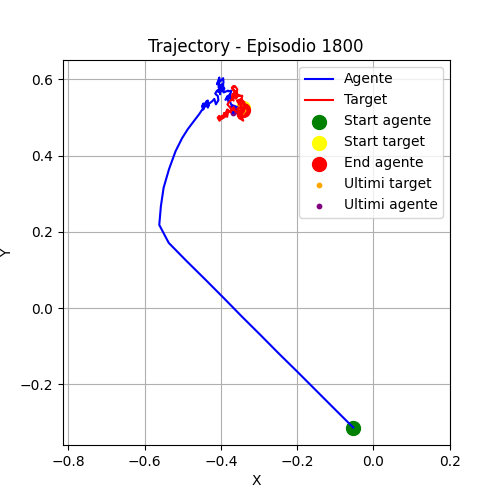 Trajectory - Episodio 1800
Agente
Target
Start agente
Start target
End agente
Ultimi target
Ultimi agente
0.6
0.4
0.2
0.0
−0.2
Y
−0.8
−0.6
−0.4
−0.2
0.0
0.2
X